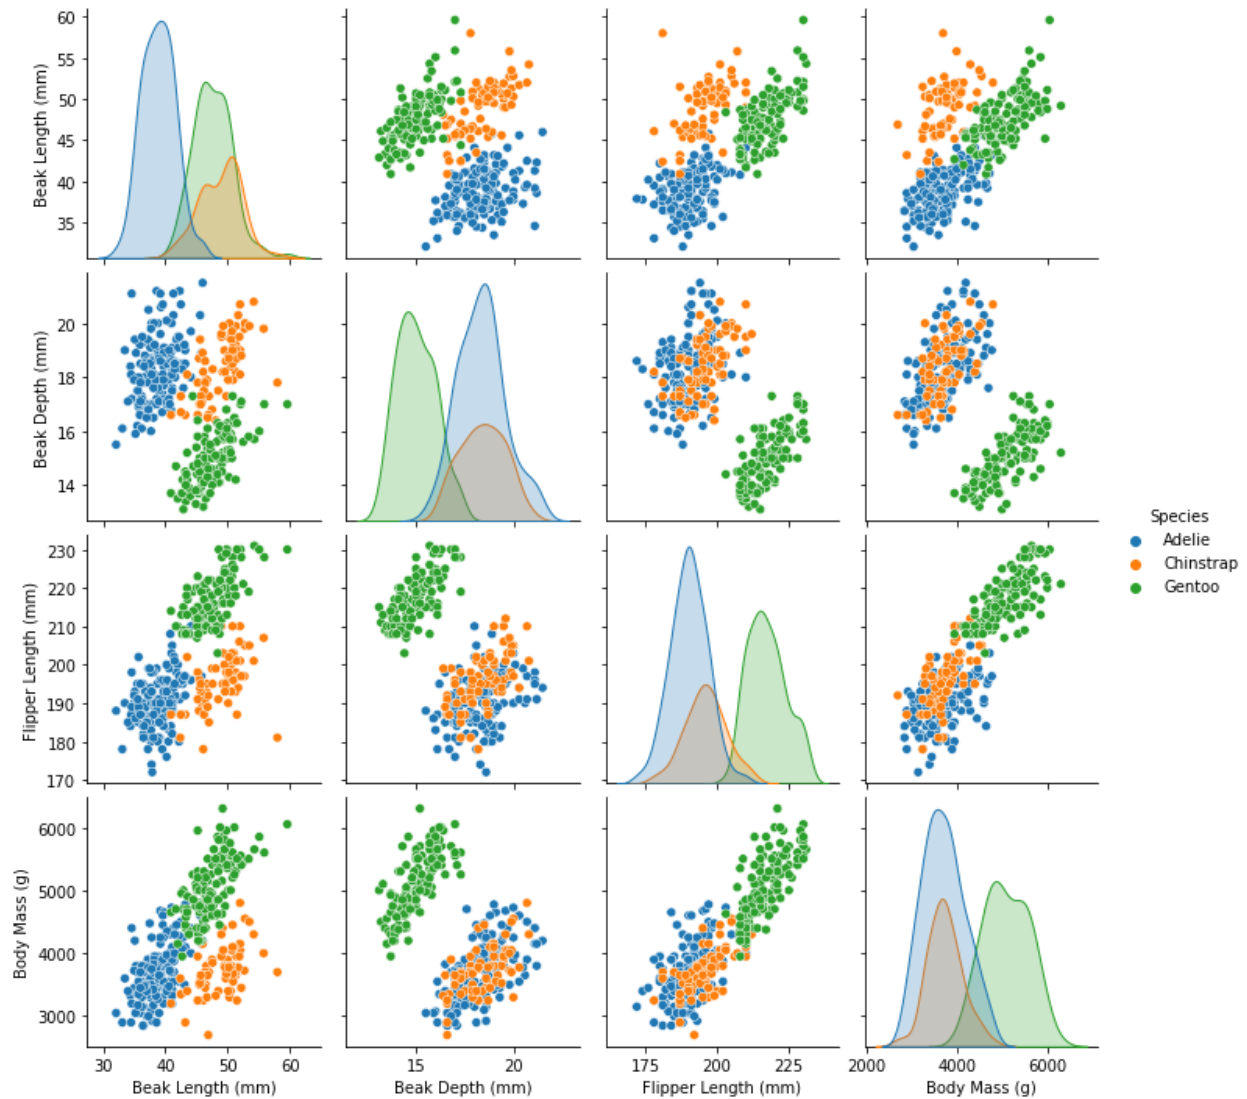 60
55
50
45
40
35
Beak Length (mm)
20
18
16
14
Beak Depth (mm)
230
220
210
200
190
180
170
Flipper Length (mm)
6000
5000
4000
3000
Body Mass (g)
30 40 50 60
Beak Length (mm)
15 20
Beak Depth (mm)
175 200 225
Flipper Length (mm)
2000 4000 6000
Body Mass (g)
Species
Adelie
Chinstrap
Gentoo